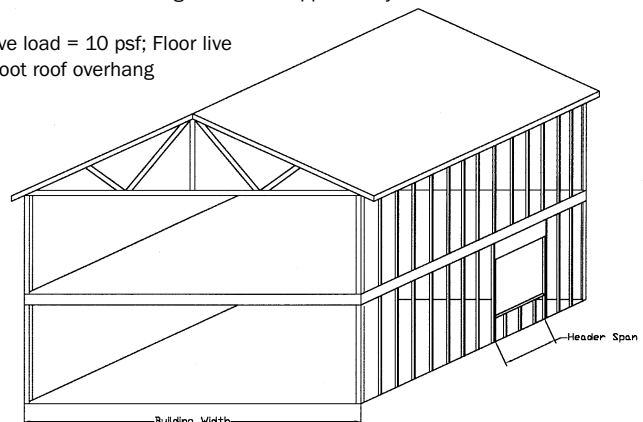 ve load = 10 psf; Floor live
oot roof overhang
Header Span
Building Width